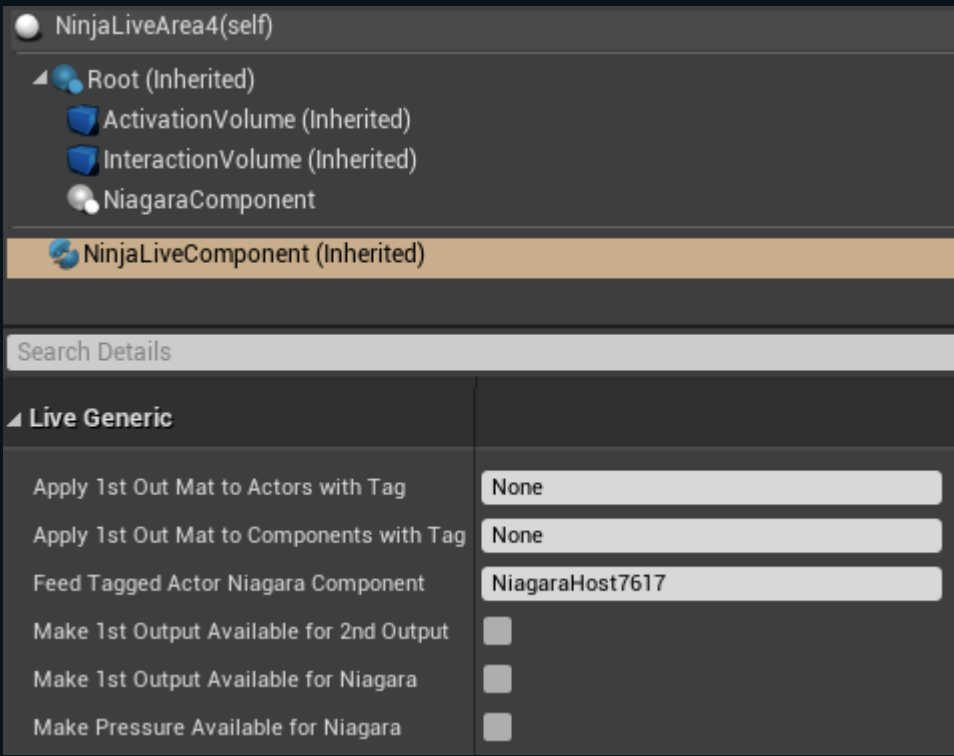 NinjaLiveArea4(self)
Root (Inherited)
ActivationVolume (Inherited)
InteractionVolume (Inherited)
NiagaraComponent
NinjaLiveComponent (Inherited)
Search Details
Live Generic
Apply 1st Out Mat to Actors with Tag None
Apply 1st Out Mat to Components with Tag None
Feed Tagged Actor Niagara Component NiagaraHost7617
Make 1st Output Available for 2nd Output
Make 1st Output Available for Niagara
Make Pressure Available for Niagara